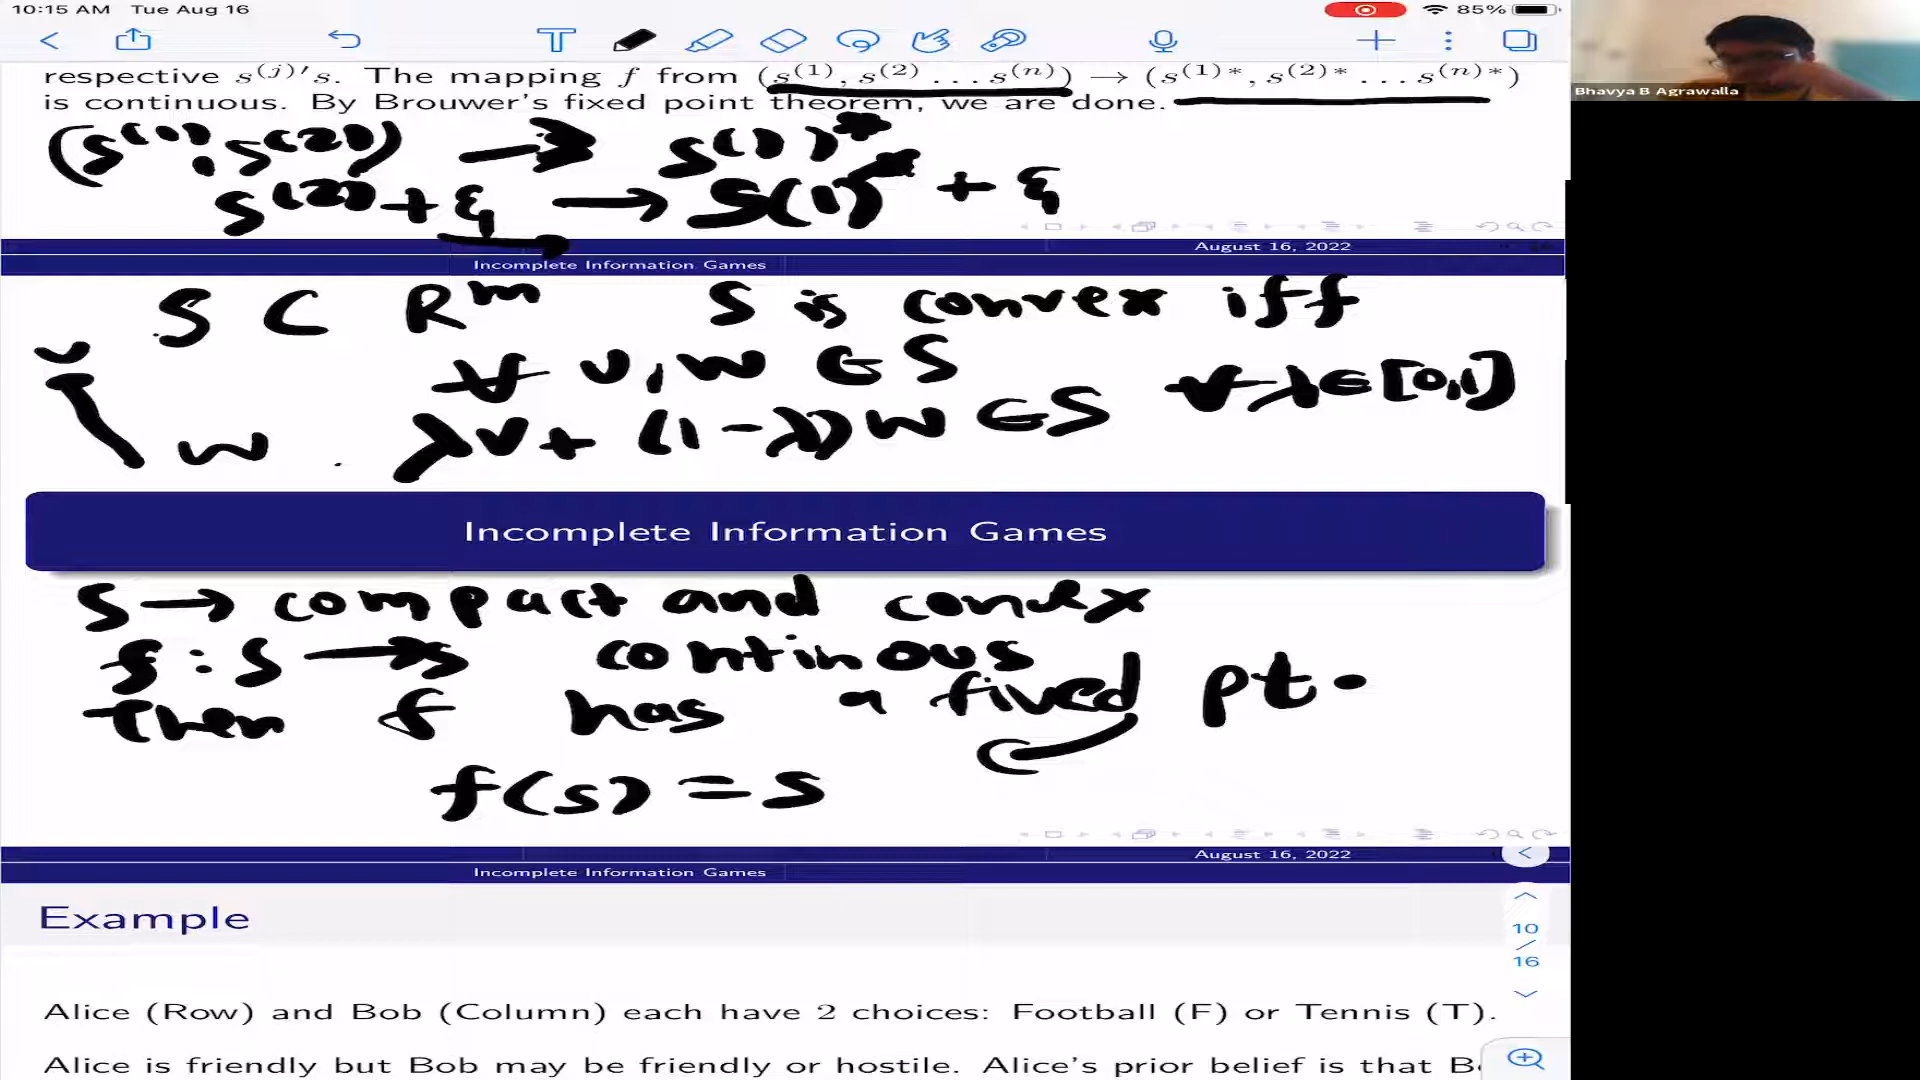 10:15 AM Tue Aug 16
85%
respective s^(j)'s. The mapping f from (s^(1), s^(2) ... s^(n)) → (s^(1)*, s^(2)* ... s^(n)*)
is continuous. By Brouwer's fixed point theorem, we are done.
Bhavya B Agrawalla
(s^(1), s^(2)) → s^(1)*
s^(2) + ξ → s(1)* + ξ
August 16, 2022
Incomplete Information Games
S ⊂ R^m S is convex iff
∀ v, w ∈ S
v
w λv + (1-λ)w ∈ S ∀ λ ∈ [0,1]
Incomplete Information Games
S → compact and convex
f : S → S continous
Then f has a fixed pt.
f(s) = s
August 16, 2022
Incomplete Information Games
Example
10
/
16
Alice (Row) and Bob (Column) each have 2 choices: Football (F) or Tennis (T).
Alice is friendly but Bob may be friendly or hostile. Alice's prior belief is that